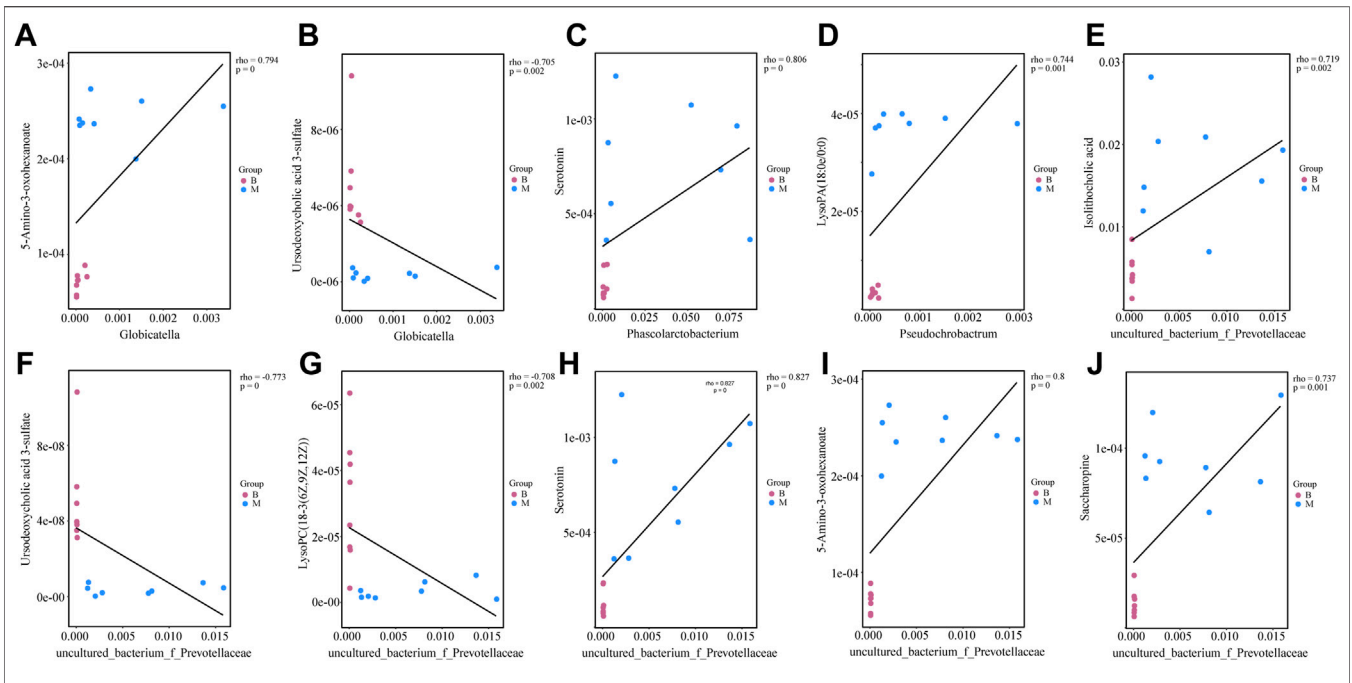 A
rho = 0.794
p = 0
3e-04
2e-04
1e-04
5-Amino-3-oxohexanoate
0.000
0.001
0.002
0.003
Globicatella
Group
B
M
B
rho = -0.705
p = 0.002
8e-06
4e-06
0e-06
Ursodeoxycholic acid 3-sulfate
0.000
0.001
0.002
0.003
Globicatella
Group
B
M
C
rho = 0.806
p = 0
1e-03
5e-04
Serotonin
0.000
0.025
0.050
0.075
Phascolarctobacterium
Group
B
M
D
rho = 0.744
p = 0.001
4e-05
2e-05
LysoPA(18:0e/0:0)
0.000
0.001
0.002
0.003
Pseudochrobactrum
Group
B
M
E
rho = 0.719
p = 0.002
0.03
0.02
0.01
Isolithocholic acid
0.000
0.005
0.010
0.015
uncultured_bacterium_f_Prevotellaceae
Group
B
M
F
rho = -0.773
p = 0
8e-08
4e-08
0e-00
Ursodeoxycholic acid 3-sulfate
0.000
0.005
0.010
0.015
uncultured_bacterium_f_Prevotellaceae
Group
B
M
G
rho = -0.708
p = 0.002
6e-05
4e-05
2e-05
0e-00
LysoPC(18-3(6Z,9Z,12Z))
0.000
0.005
0.010
0.015
uncultured_bacterium_f_Prevotellaceae
Group
B
M
H
rho = 0.827
p = 0
rho = 0.827
p = 0
1e-03
5e-04
Serotonin
0.000
0.005
0.010
0.015
uncultured_bacterium_f_Prevotellaceae
Group
B
M
I
rho = 0.8
p = 0
3e-04
2e-04
1e-04
5-Amino-3-oxohexanoate
0.000
0.005
0.010
0.015
uncultured_bacterium_f_Prevotellaceae
Group
B
M
J
rho = 0.737
p = 0.001
1e-04
5e-05
Saccharopine
0.000
0.005
0.010
0.015
uncultured_bacterium_f_Prevotellaceae
Group
B
M